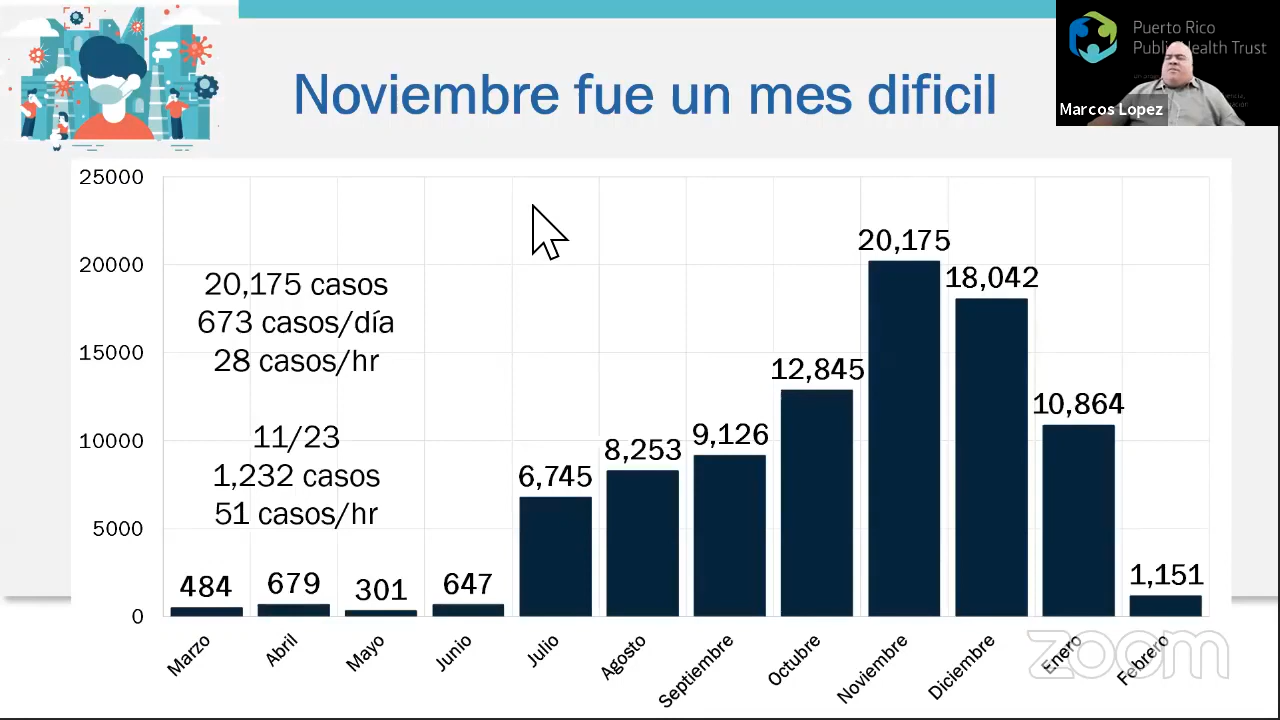 Noviembre fue un mes dificil
Puerto Rico
Public Health Trust
Marcos Lopez
25000
20000
15000
10000
5000
0
20,175 casos
673 casos/día
28 casos/hr
11/23
1,232 casos
51 casos/hr
484
679
301
647
6,745
8,253
9,126
12,845
20,175
18,042
10,864
1,151
Marzo
Abril
Mayo
Junio
Julio
Agosto
Septiembre
Octubre
Noviembre
Diciembre
Enero
Febrero
zoom